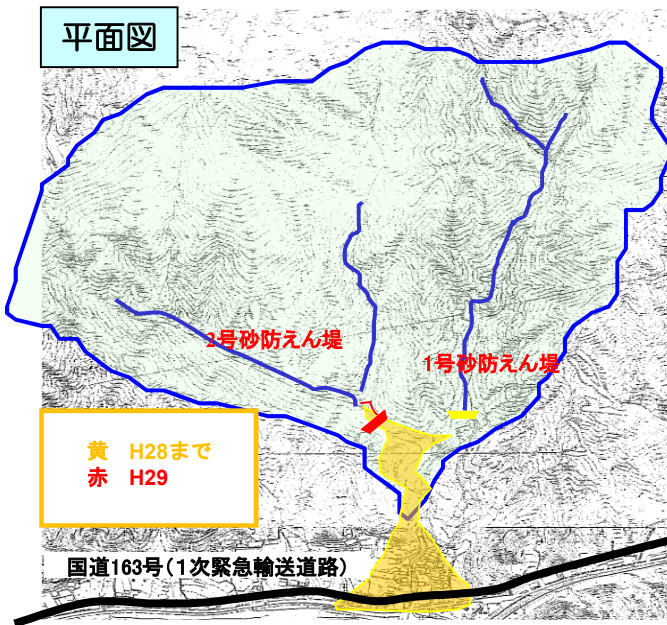 平面図
2号砂防えん堤
1号砂防えん堤
黄 H28まで
赤 H29
国道163号(1次緊急輸送道路)